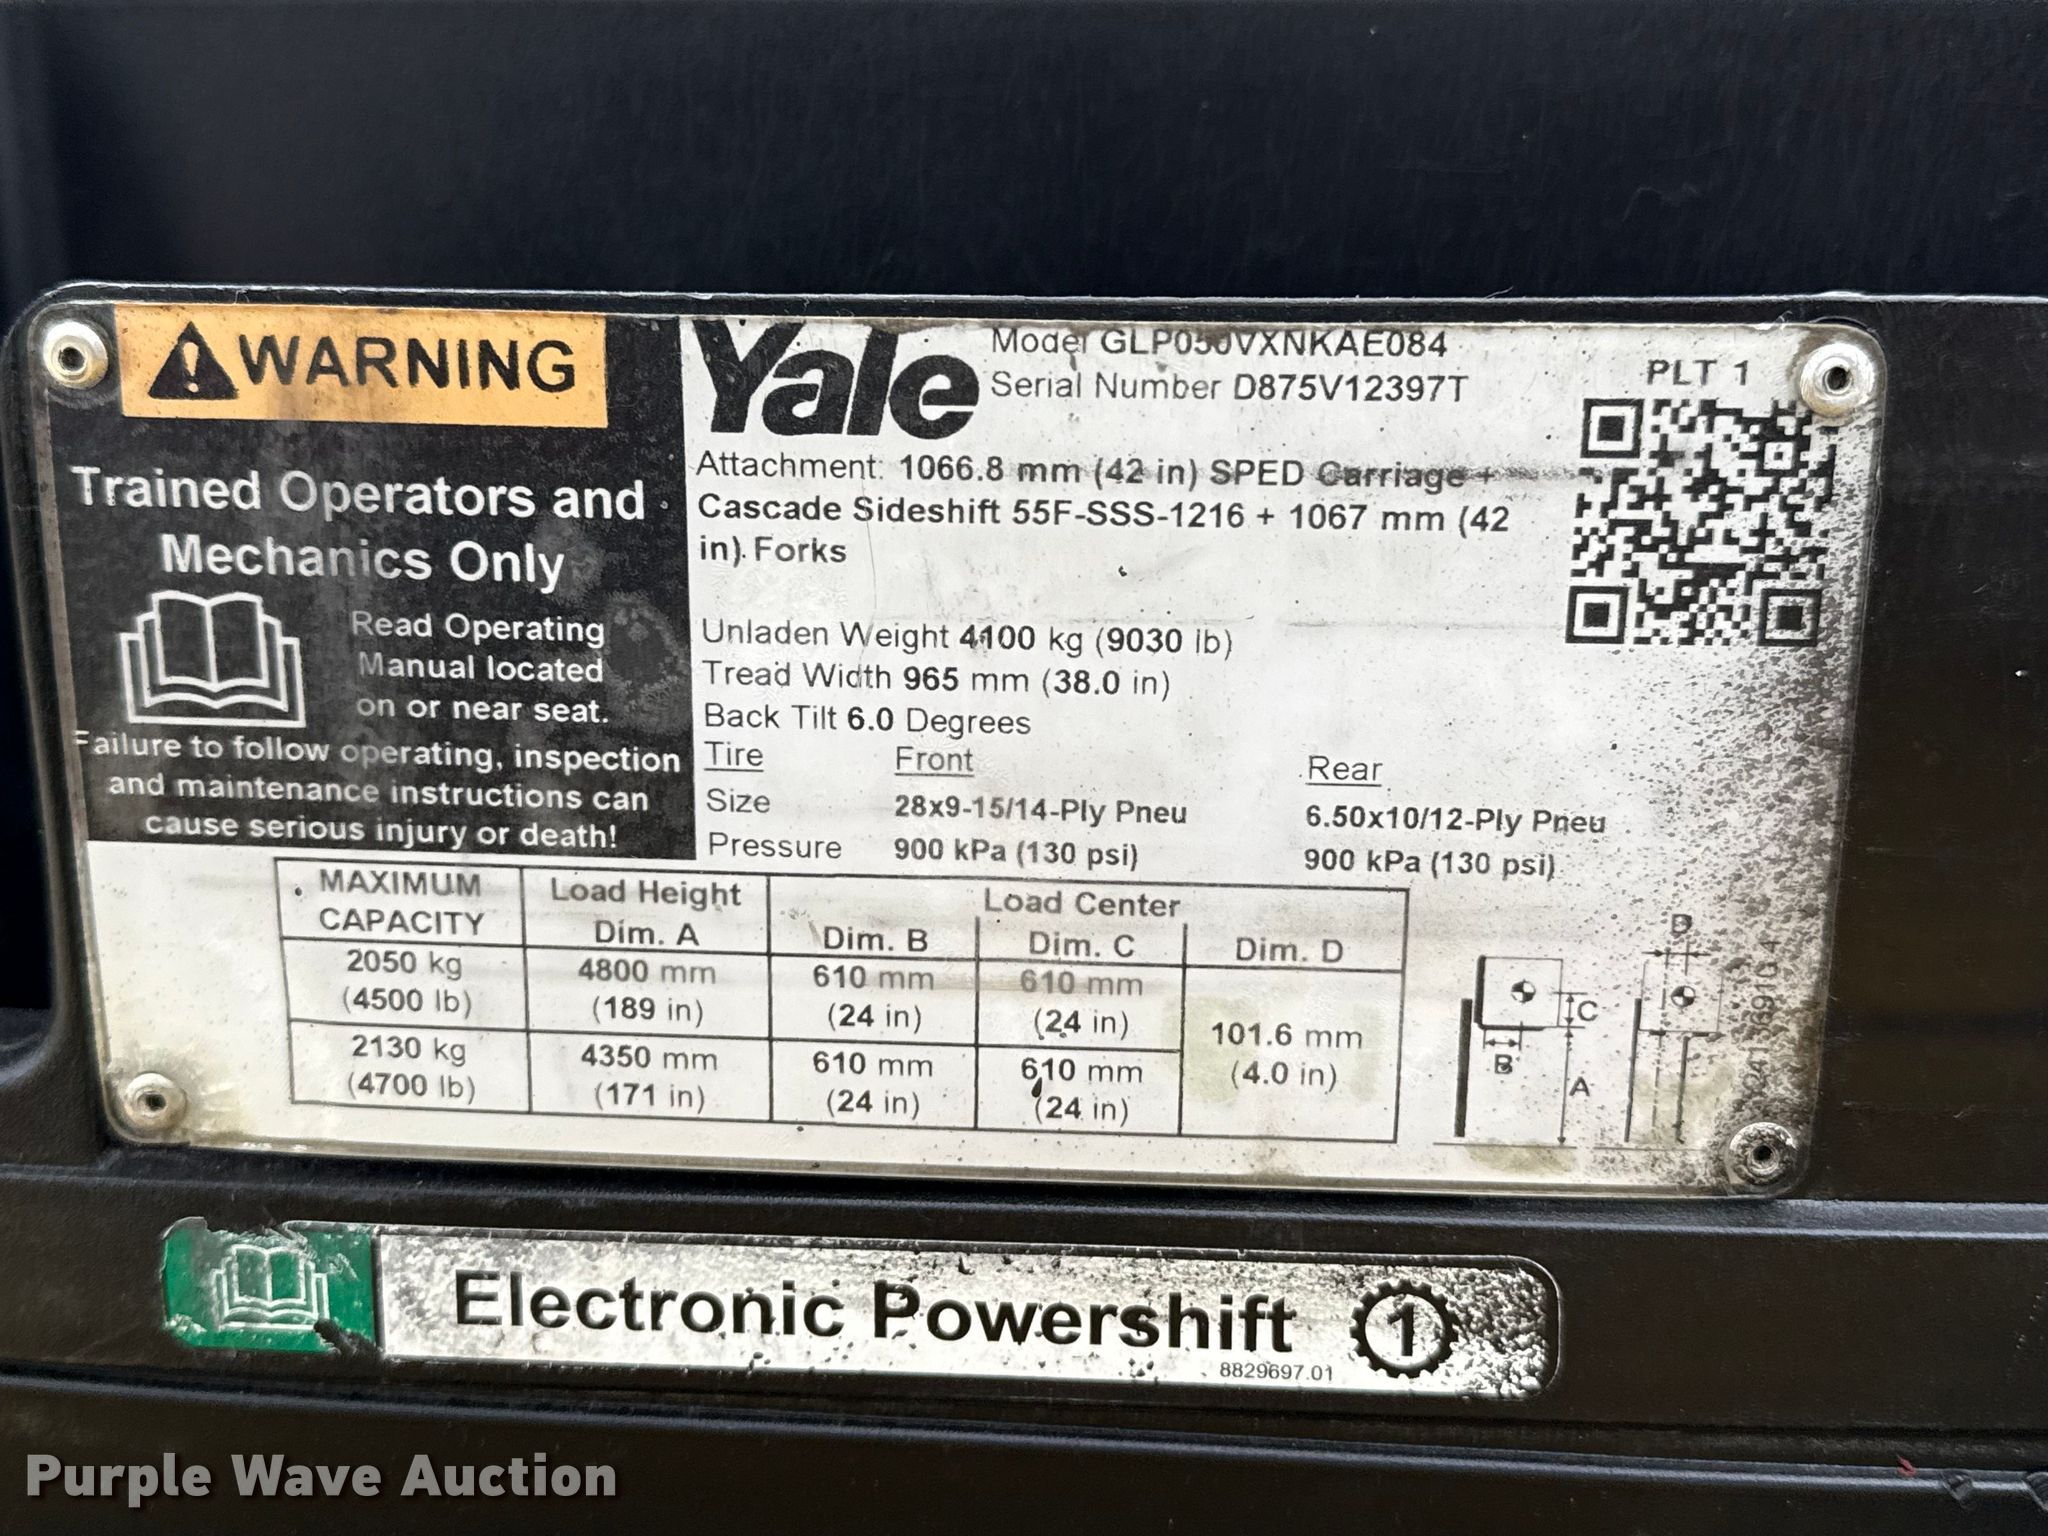 WARNING
Trained Operators and
Mechanics Only
Read Operating
Manual located
on or near seat.
Failure to follow operating, inspection
and maintenance instructions can
cause serious injury or death!
Yale
Model GLP050VXNKAE084
Serial Number D875V12397T
PLT 1
Attachment: 1066.8 mm (42 in) SPED Carriage +
Cascade Sideshift 55F-SSS-1216 + 1067 mm (42
in). Forks
Unladen Weight 4100 kg (9030 lb)
Tread Width 965 mm (38.0 in)
Back Tilt 6.0 Degrees
Tire Front Rear
Size 28x9-15/14-Ply Pneu 6.50x10/12-Ply Pneu
Pressure 900 kPa (130 psi) 900 kPa (130 psi)
MAXIMUM CAPACITY Load Height Dim. A Load Center
Dim. B Dim. C Dim. D
2050 kg 4800 mm 610 mm 610 mm
(4500 lb) (189 in) (24 in) (24 in)
101.6 mm
(4.0 in)
2130 kg 4350 mm 610 mm 610 mm
(4700 lb) (171 in) (24 in) (24 in)
C
B
A
D
Electronic Powershift 1
8829697.01
Purple Wave Auction